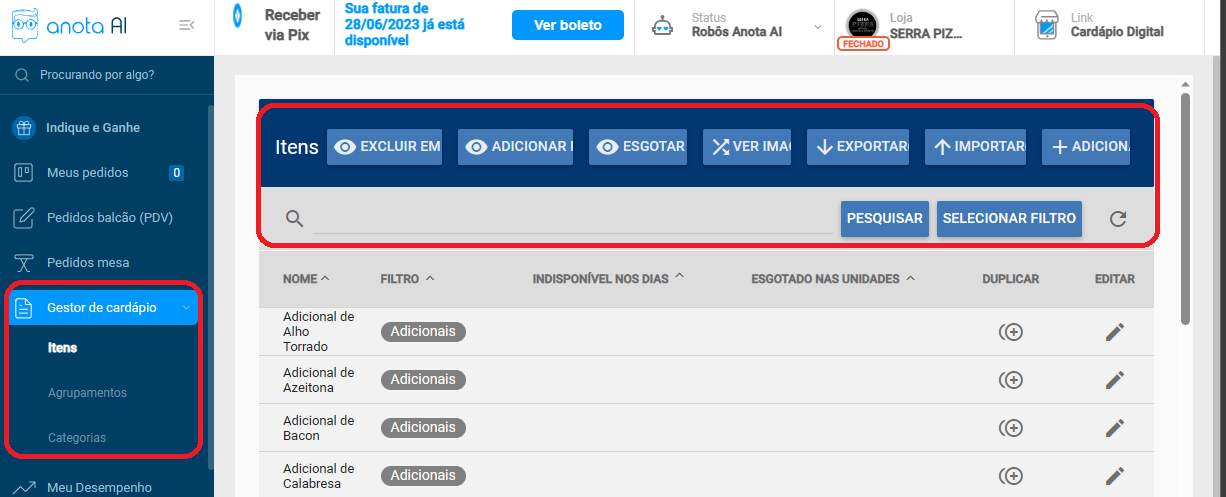 anota AI
Receber
via Pix
Sua fatura de
28/06/2023 já está
disponível
Ver boleto
Status
Robôs Anota AI
FECHADO
Loja
SERRA PIZ...
Link
Cardápio Digital
Procurando por algo?
Indique e Ganhe
Meus pedidos
0
Pedidos balcão (PDV)
Pedidos mesa
Gestor de cardápio
Itens
Agrupamentos
Categorias
Meu Desempenho
Itens
EXCLUIR EM
ADICIONAR
ESGOTAR
VER IMAG
EXPORTAR
IMPORTAR
ADICIONA
PESQUISAR
SELECIONAR FILTRO
NOME
FILTRO
INDISPONÍVEL NOS DIAS
ESGOTADO NAS UNIDADES
DUPLICAR
EDITAR
Adicional de
Alho
Torrado
Adicionais
Adicional de
Azeitona
Adicionais
Adicional de
Bacon
Adicionais
Adicional de
Calabresa
Adicionais